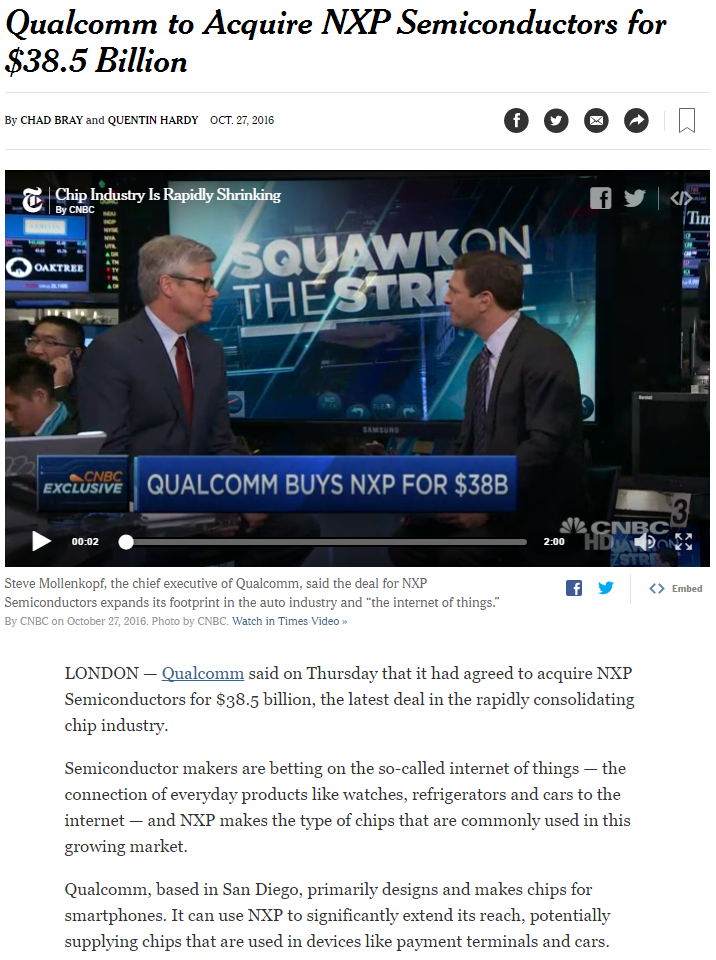 Qualcomm to Acquire NXP Semiconductors for
$38.5 Billion
By CHAD BRAY and QUENTIN HARDY OCT. 27, 2016
Chip Industry Is Rapidly Shrinking
By CNBC
OAKTREE
SQUAWK ON
THE STRE
Tim
SAMSUNG
CNBC
EXCLUSIVE
QUALCOMM BUYS NXP FOR $38B
3
CNBC
HD
00:02
2:00
Steve Mollenkopf, the chief executive of Qualcomm, said the deal for NXP
Semiconductors expands its footprint in the auto industry and “the internet of things.”
Embed
By CNBC on October 27, 2016. Photo by CNBC. Watch in Times Video »
LONDON — Qualcomm said on Thursday that it had agreed to acquire NXP
Semiconductors for $38.5 billion, the latest deal in the rapidly consolidating
chip industry.
Semiconductor makers are betting on the so-called internet of things — the
connection of everyday products like watches, refrigerators and cars to the
internet — and NXP makes the type of chips that are commonly used in this
growing market.
Qualcomm, based in San Diego, primarily designs and makes chips for
smartphones. It can use NXP to significantly extend its reach, potentially
supplying chips that are used in devices like payment terminals and cars.